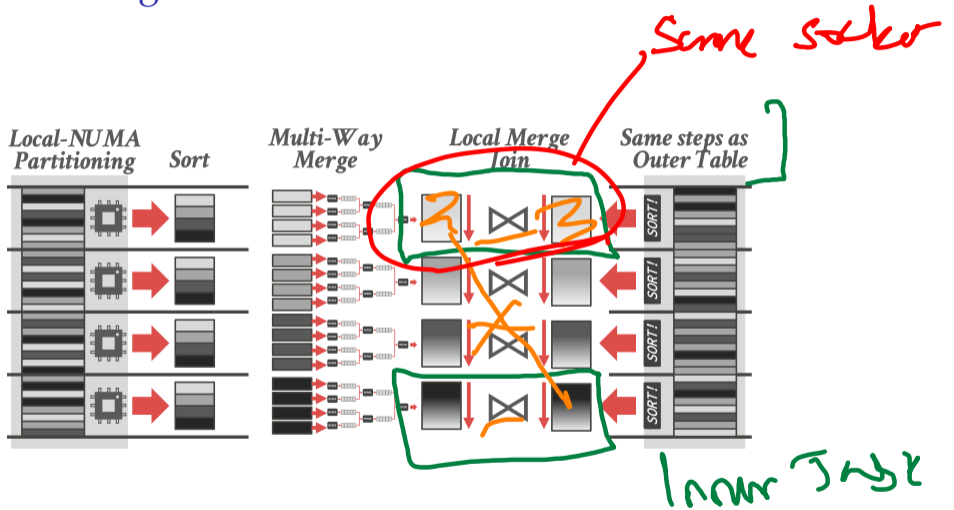 Same socket
Local-NUMA
Partitioning
Sort
Multi-Way
Merge
Local Merge
Join
Same steps as
Outer Table
SORT!
SORT!
SORT!
SORT!
Inner Table